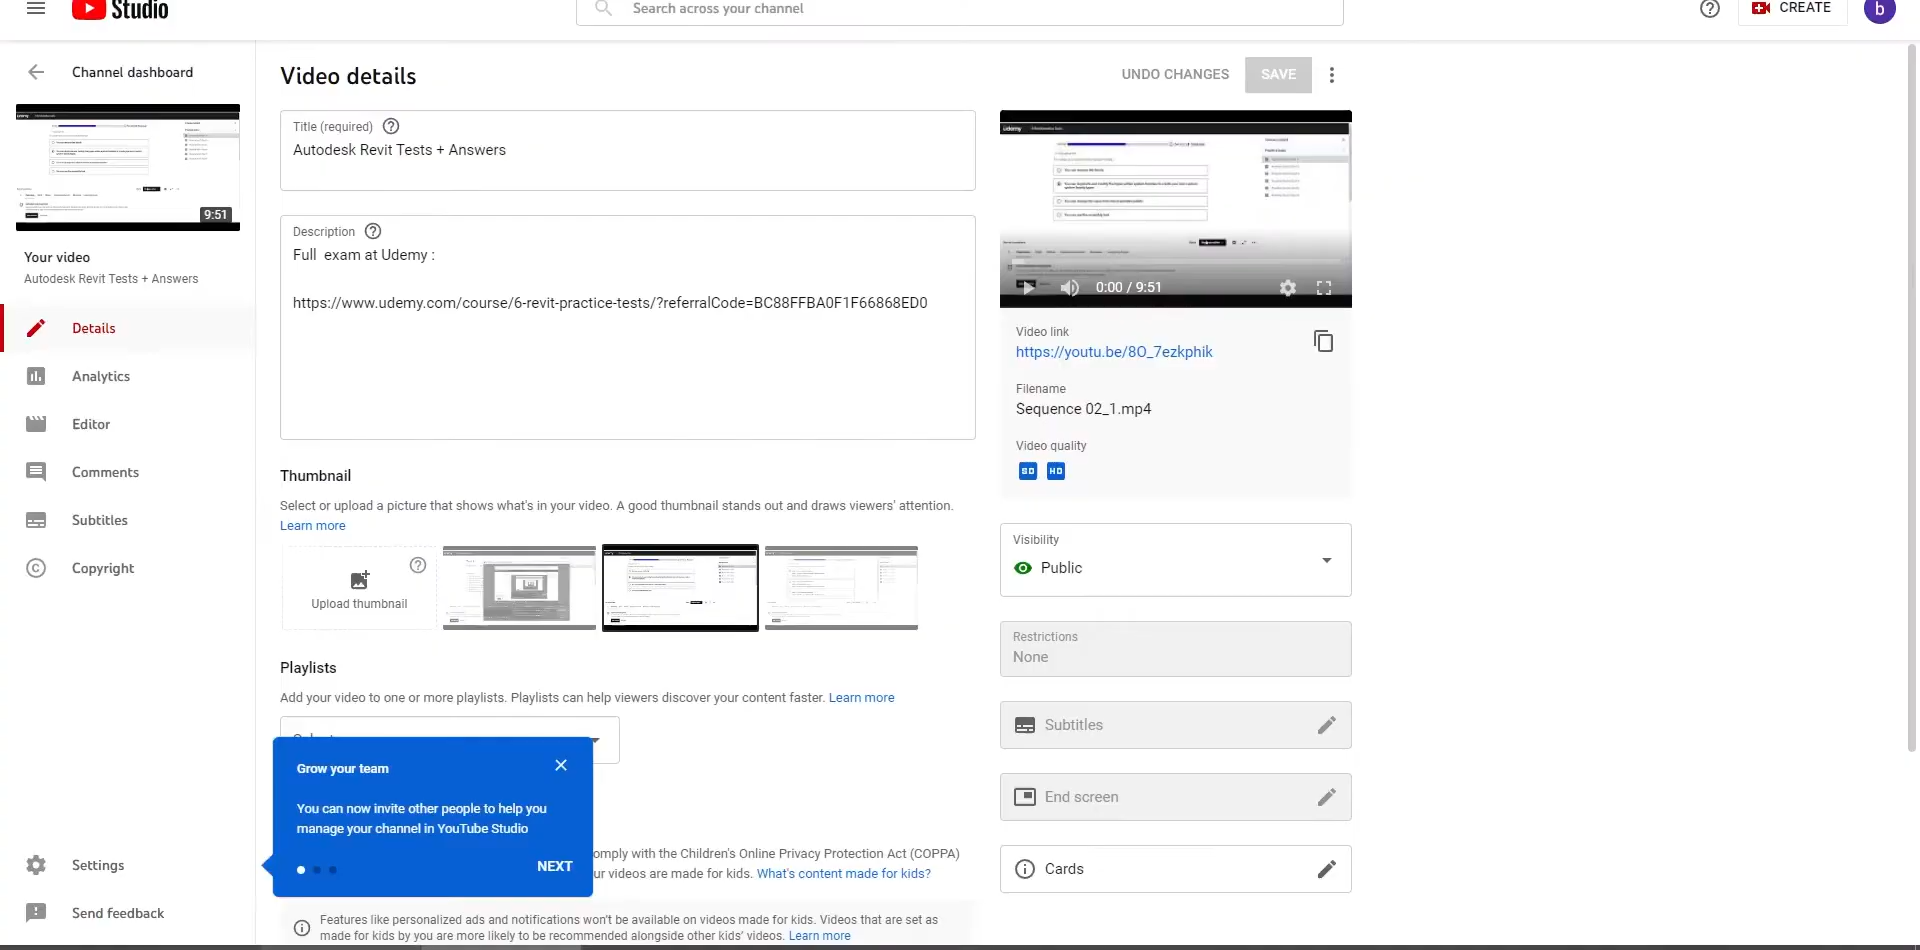 Studio
Search across your channel
CREATE
b
Channel dashboard
9:51
Your video
Autodesk Revit Tests + Answers
Details
Analytics
Editor
Comments
Subtitles
Copyright
Settings
Send feedback
Video details
UNDO CHANGES
SAVE
Title (required)
Autodesk Revit Tests + Answers
Description
Full exam at Udemy :
https://www.udemy.com/course/6-revit-practice-tests/?referralCode=BC88FFBA0F1F66868ED0
Thumbnail
Select or upload a picture that shows what's in your video. A good thumbnail stands out and draws viewers' attention.
Learn more
Upload thumbnail
Playlists
Add your video to one or more playlists. Playlists can help viewers discover your content faster. Learn more
Grow your team
You can now invite other people to help you
manage your channel in YouTube Studio
NEXT
omply with the Children's Online Privacy Protection Act (COPPA)
ur videos are made for kids. What's content made for kids?
Features like personalized ads and notifications won't be available on videos made for kids. Videos that are set as
made for kids by you are more likely to be recommended alongside other kids' videos. Learn more
udemy
0:00 / 9:51
Video link
https://youtu.be/8O_7ezkphik
Filename
Sequence 02_1.mp4
Video quality
SD HD
Visibility
Public
Restrictions
None
Subtitles
End screen
Cards